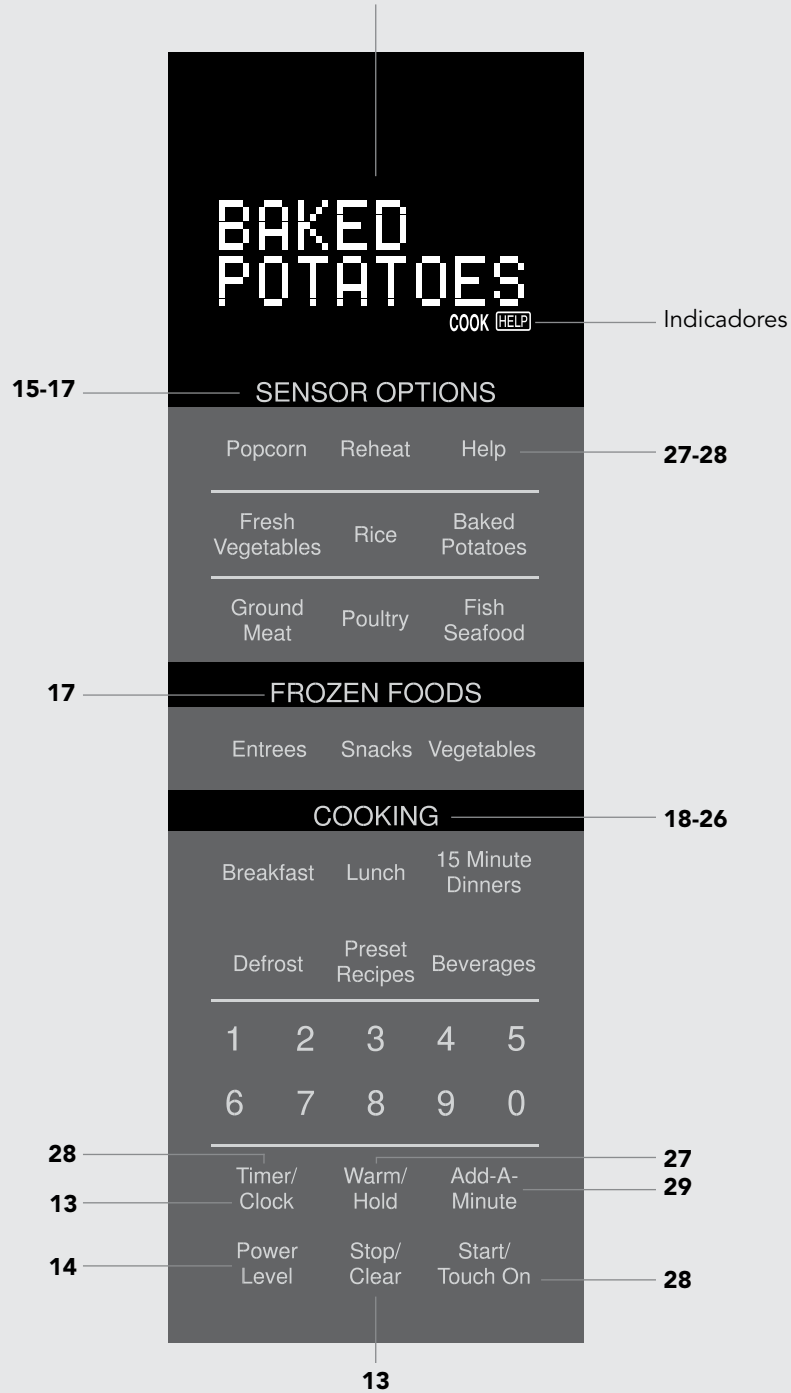 BAKED
POTATOES
COOK HELP
Indicadores
15-17
SENSOR OPTIONS
Popcorn Reheat Help
27-28
Fresh Vegetables
Rice
Baked Potatoes
Ground Meat
Poultry
Fish Seafood
17
FROZEN FOODS
Entrees Snacks Vegetables
COOKING
18-26
Breakfast
Lunch
15 Minute Dinners
Defrost
Preset Recipes
Beverages
1 2 3 4 5
6 7 8 9 0
28
13
Timer/
Clock
Warm/
Hold
Add-A-
Minute
27
29
14
Power
Level
Stop/
Clear
Start/
Touch On
28
13